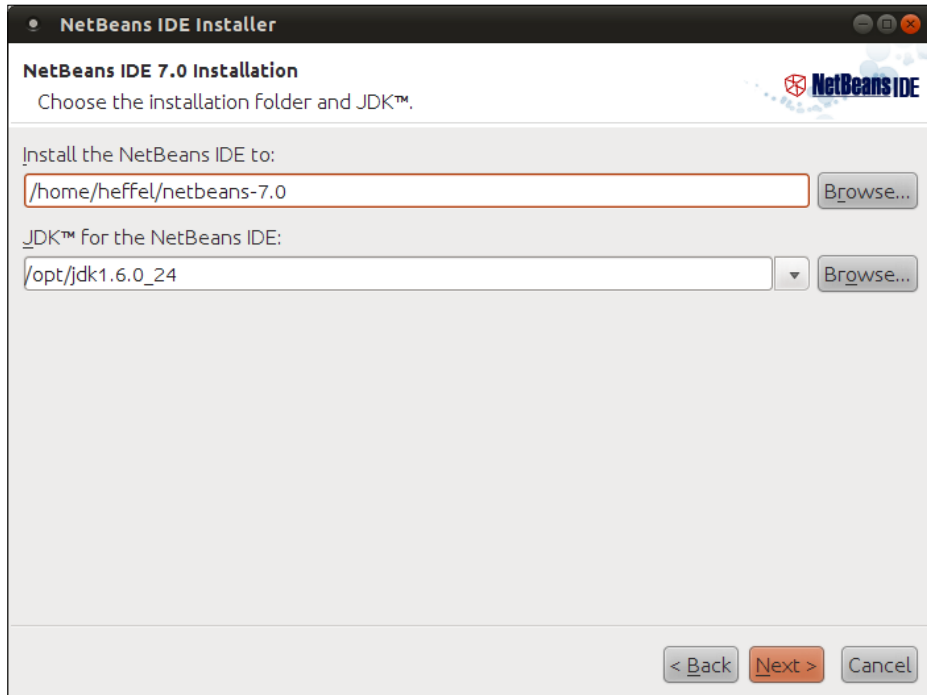 NetBeans IDE Installer
NetBeans IDE 7.0 Installation
Choose the installation folder and JDK™.
NetBeans IDE
Install the NetBeans IDE to:
/home/heffel/netbeans-7.0
Browse...
JDK™ for the NetBeans IDE:
/opt/jdk1.6.0_24
Browse...
< Back
Next >
Cancel